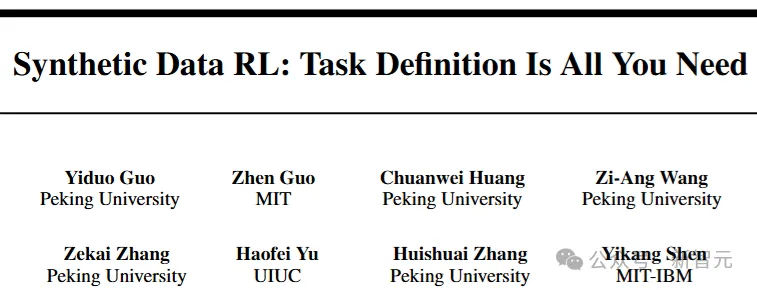 Synthetic Data RL: Task Definition Is All You Need
Yiduo Guo Zhen Guo Chuanwei Huang Zi-Ang Wang
Peking University MIT Peking University Peking University
Zekai Zhang Haofei Yu Huishuai Zhang Yikang Shen
Peking University UIUC Peking University MIT-IBM
公众号 新智元